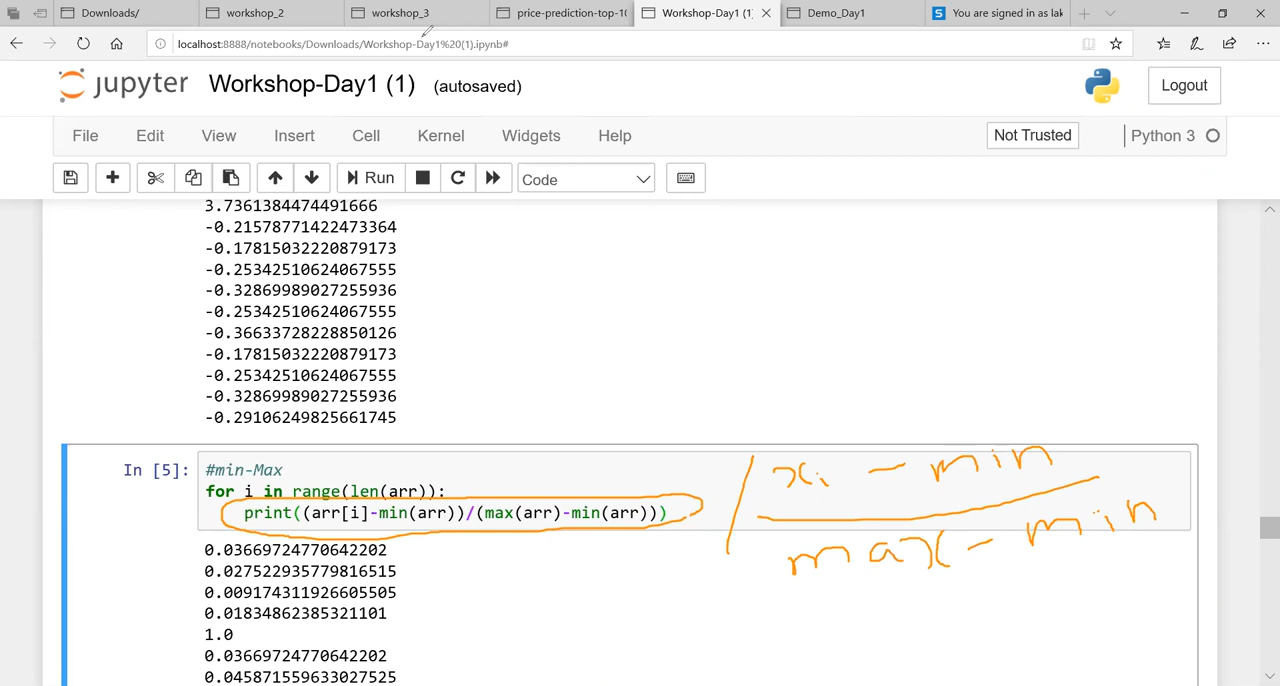 Downloads/ workshop_2 workshop_3 price-prediction-top-10 Workshop-Day1 (1) Demo_Day1 You are signed in as lak
localhost:8888/notebooks/Downloads/Workshop-Day1%20(1).ipynb#
jupyter Workshop-Day1 (1) (autosaved) Logout
File Edit View Insert Cell Kernel Widgets Help Not Trusted Python 3
Run Code
3.7361384474491666
-0.21578771422473364
-0.17815032220879173
-0.25342510624067555
-0.32869989027255936
-0.25342510624067555
-0.36633728228850126
-0.17815032220879173
-0.25342510624067555
-0.32869989027255936
-0.29106249825661745
In [5]: #min-Max
for i in range(len(arr)):
print((arr[i]-min(arr))/(max(arr)-min(arr)))
xi - min
max - min
0.03669724770642202
0.027522935779816515
0.009174311926605505
0.01834862385321101
1.0
0.03669724770642202
0.045871559633027525